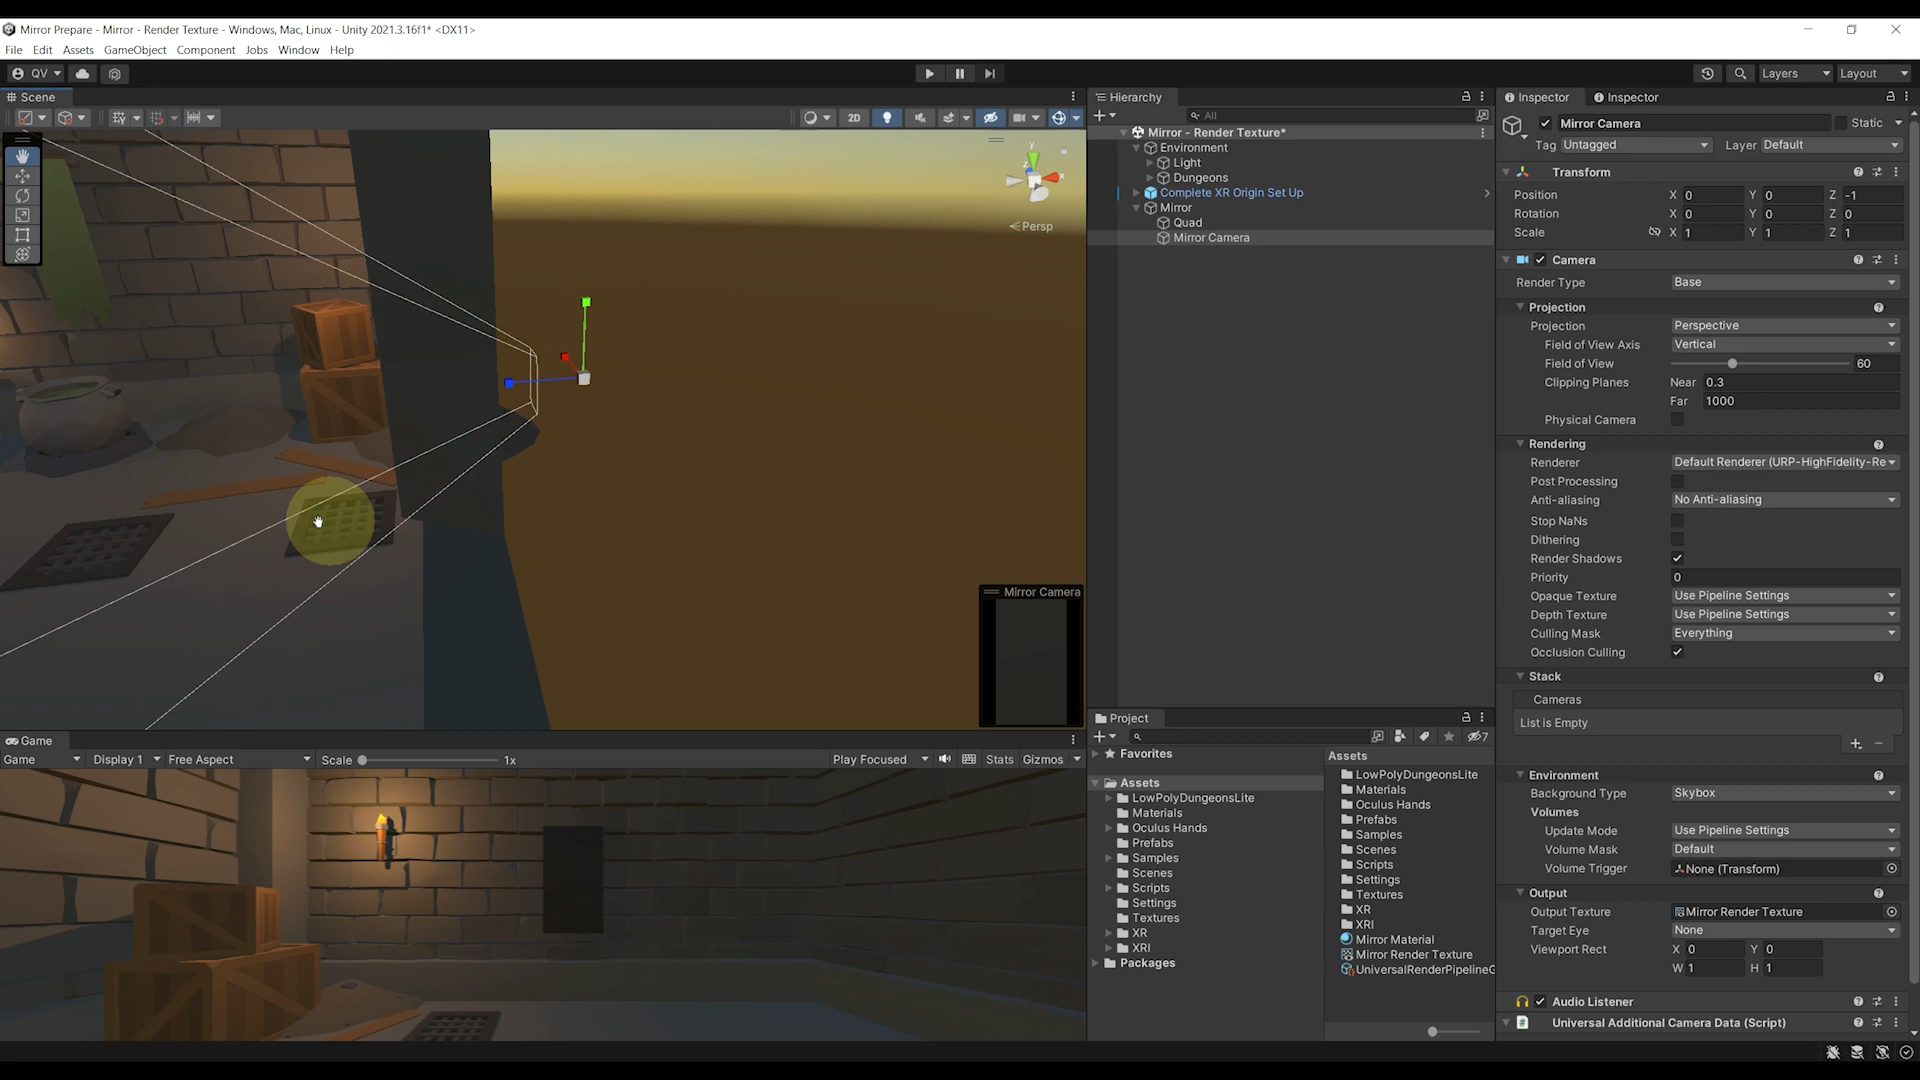 Mirror Prepare - Mirror - Render Texture - Windows, Mac, Linux - Unity 2021.3.16f1* <DX11>
File Edit Assets GameObject Component Jobs Window Help
QV Layers Layout
Scene
2D
y
z x
Persp
Mirror Camera
Game
Game Display 1 Free Aspect Scale 1x Play Focused Stats Gizmos
Hierarchy
All
Mirror - Render Texture*
Environment
Light
Dungeons
Complete XR Origin Set Up
Mirror
Quad
Mirror Camera
Project
7
Favorites
Assets
LowPolyDungeonsLite
Materials
Oculus Hands
Prefabs
Samples
Scenes
Scripts
Settings
Textures
XR
XRI
Packages
Assets
LowPolyDungeonsLite
Materials
Oculus Hands
Prefabs
Samples
Scenes
Scripts
Settings
Textures
XR
XRI
Mirror Material
Mirror Render Texture
UniversalRenderPipelineG
Inspector Inspector
Mirror Camera Static
Tag Untagged Layer Default
Transform
Position X 0 Y 0 Z -1
Rotation X 0 Y 0 Z 0
Scale X 1 Y 1 Z 1
Camera
Render Type Base
Projection
Projection Perspective
Field of View Axis Vertical
Field of View 60
Clipping Planes Near 0.3
Far 1000
Physical Camera
Rendering
Renderer Default Renderer (URP-HighFidelity-Re
Post Processing
Anti-aliasing No Anti-aliasing
Stop NaNs
Dithering
Render Shadows
Priority 0
Opaque Texture Use Pipeline Settings
Depth Texture Use Pipeline Settings
Culling Mask Everything
Occlusion Culling
Stack
Cameras
List is Empty
Environment
Background Type Skybox
Volumes
Update Mode Use Pipeline Settings
Volume Mask Default
Volume Trigger None (Transform)
Output
Output Texture Mirror Render Texture
Target Eye None
Viewport Rect X 0 Y 0
W 1 H 1
Audio Listener
Universal Additional Camera Data (Script)